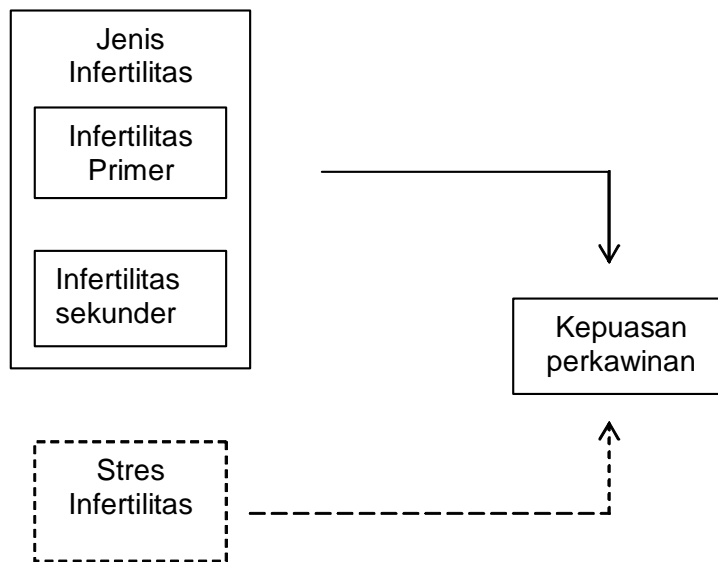 Jenis
Infertilitas
Infertilitas
Primer
Infertilitas
sekunder
Kepuasan
perkawinan
Stres
Infertilitas